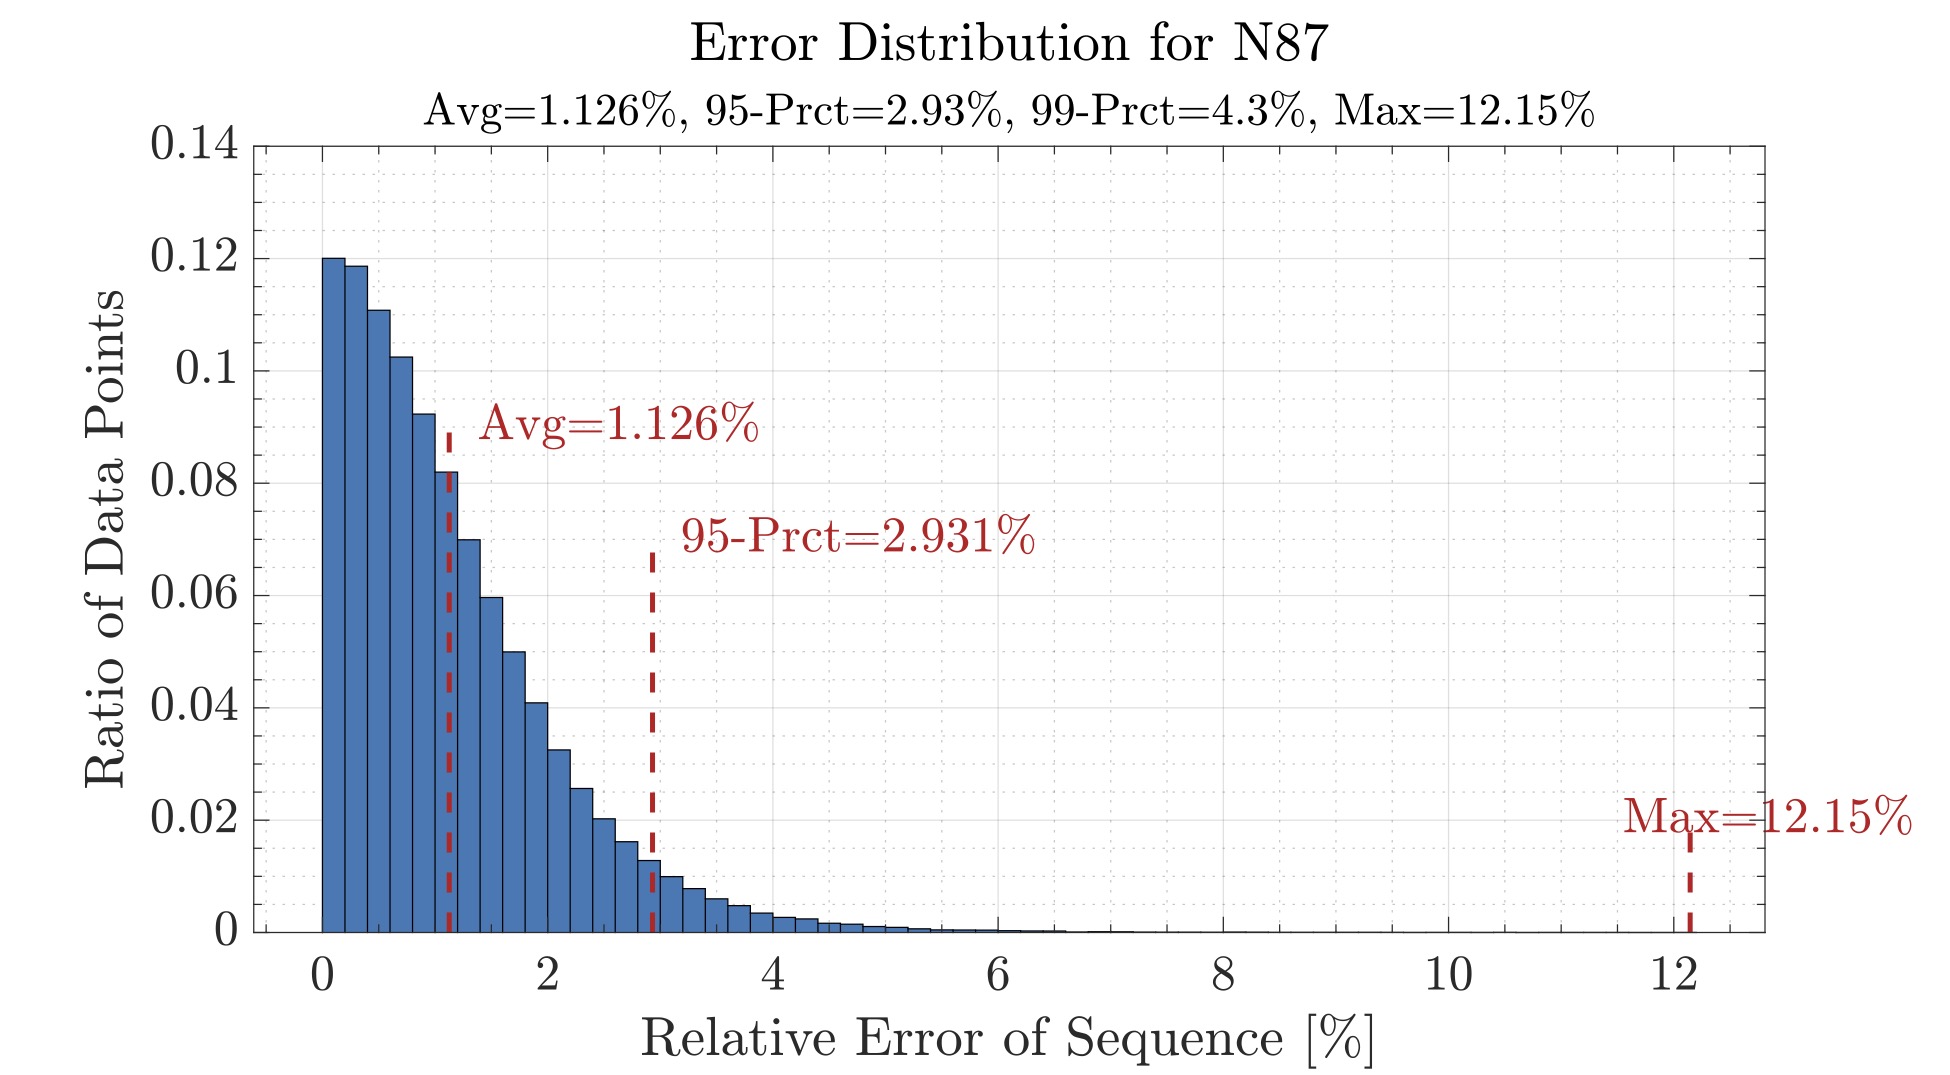 Error Distribution for N87
Avg=1.126%, 95-Prct=2.93%, 99-Prct=4.3%, Max=12.15%
0.14
0.12
0.1
0.08
0.06
0.04
0.02
0
Ratio of Data Points
Avg=1.126%
95-Prct=2.931%
Max=12.15%
0 2 4 6 8 10 12
Relative Error of Sequence [%]